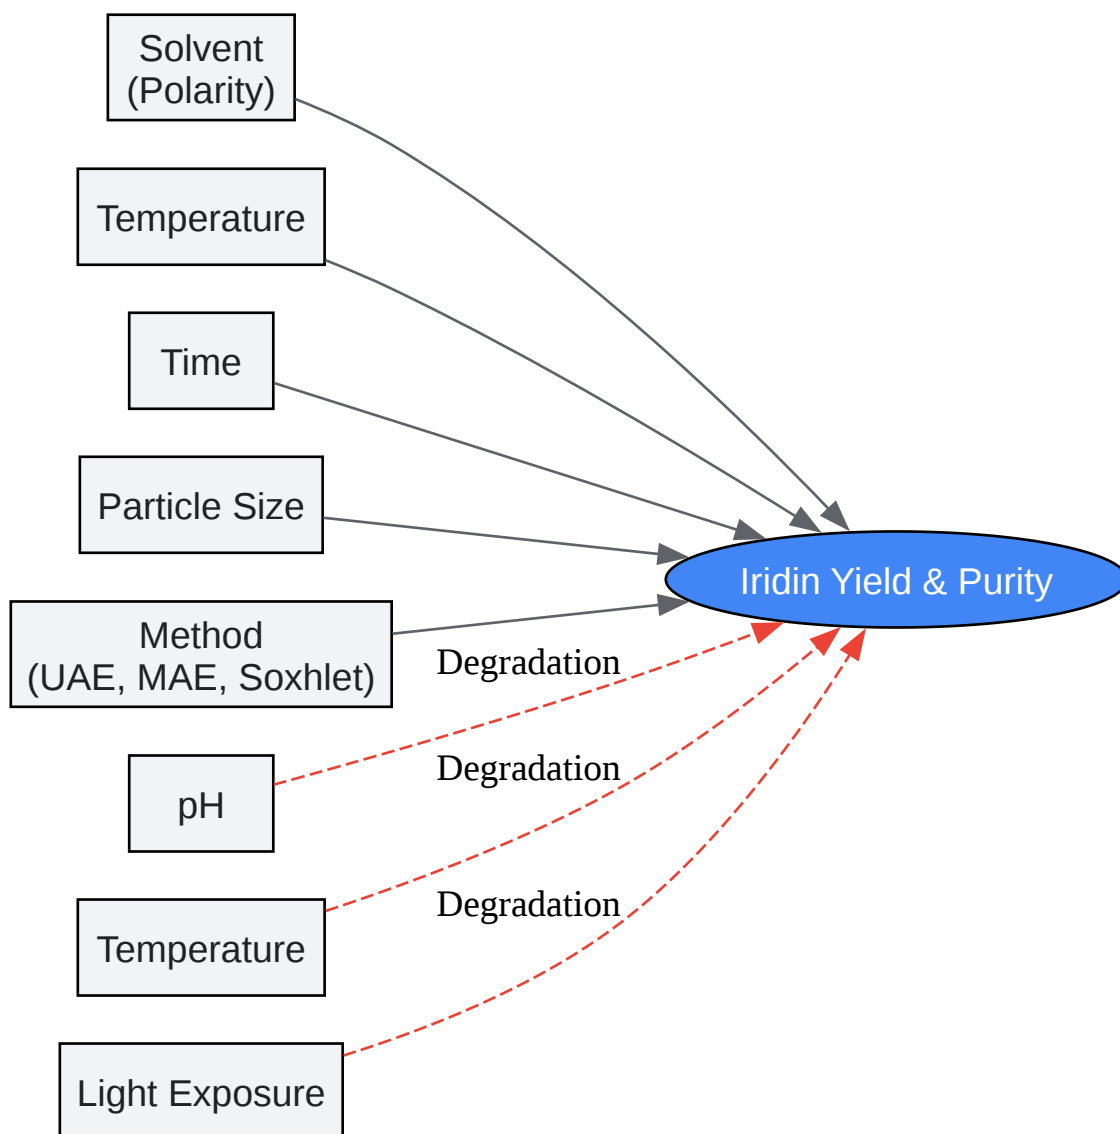 Solvent
(Polarity)
Temperature
Time
Particle Size
Iridin Yield & Purity
Method
(UAE, MAE, Soxhlet)
Degradation
pH
Degradation
Temperature
Degradation
Light Exposure